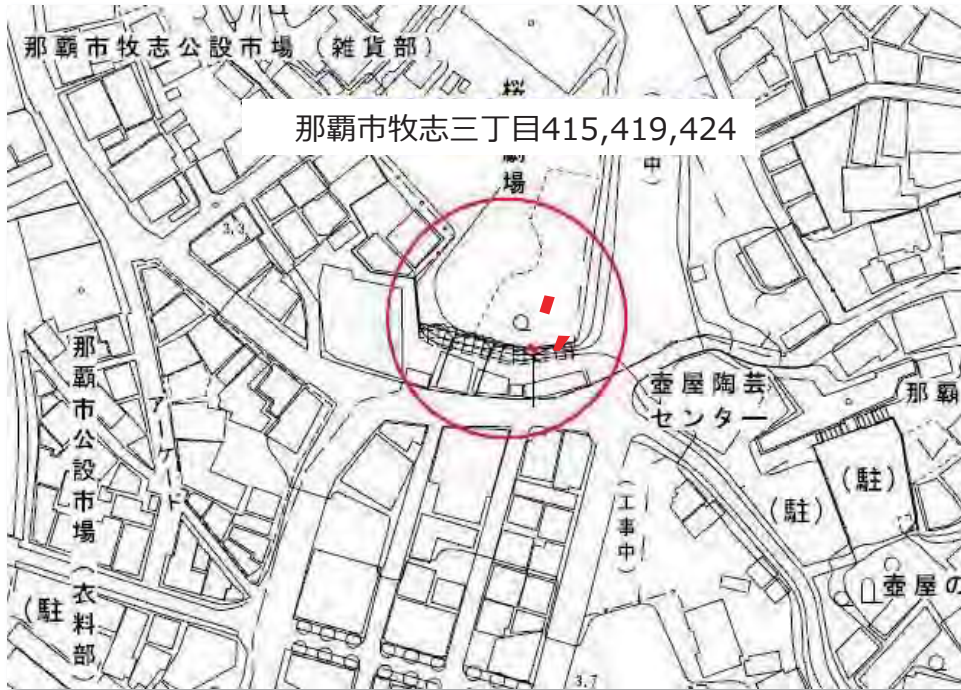 那覇市牧志公設市場（雑貨部）
那覇市牧志三丁目415,419,424
桜
劇場
中）
3.3
那覇市公設市場（衣料部）
アーケード
壺屋陶芸
センター
那覇
（工事中）
（駐）
（駐）
壺屋の
（駐
3.7